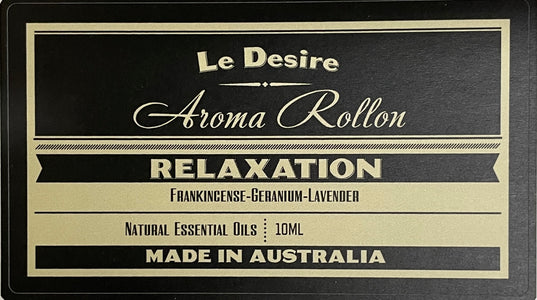 Le Desire
Aroma Rollon
RELAXATION
FRANKINCENSE-GERANIUM-LAVENDER
NATURAL ESSENTIAL OILS 10ML
MADE IN AUSTRALIA